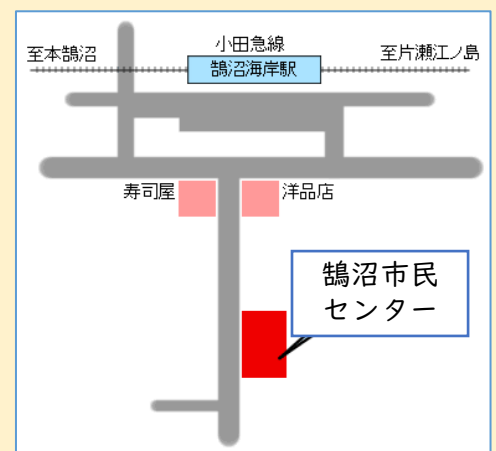 小田急線
至本鵠沼
至片瀬江ノ島
鵠沼海岸駅
寿司屋
洋品店
鵠沼市民
センター